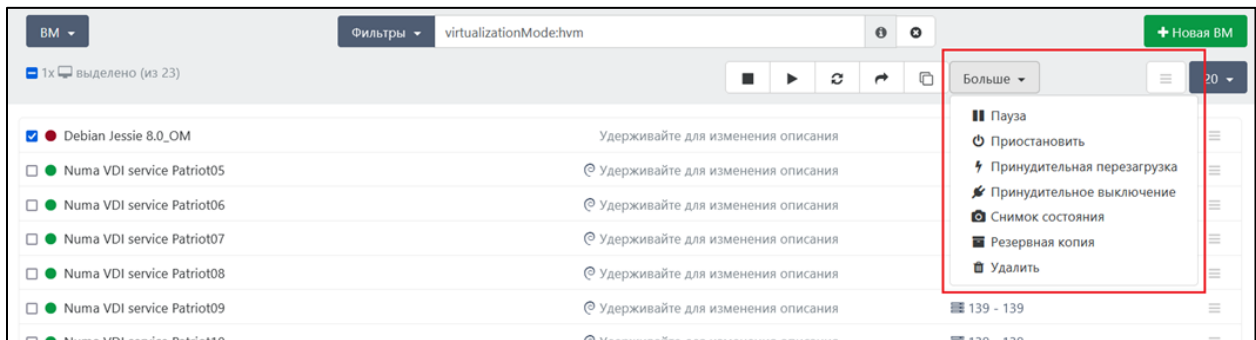 ВМ
Фильтры
virtualizationMode:hvm
Новая ВМ
1x выделено (из 23)
Больше
20
Пауза
Приостановить
Принудительная перезагрузка
Принудительное выключение
Снимок состояния
Резервная копия
Удалить
Debian Jessie 8.0_OM Удерживайте для изменения описания
Numa VDI service Patriot05 Удерживайте для изменения описания
Numa VDI service Patriot06 Удерживайте для изменения описания
Numa VDI service Patriot07 Удерживайте для изменения описания
Numa VDI service Patriot08 Удерживайте для изменения описания
Numa VDI service Patriot09 Удерживайте для изменения описания 139 - 139